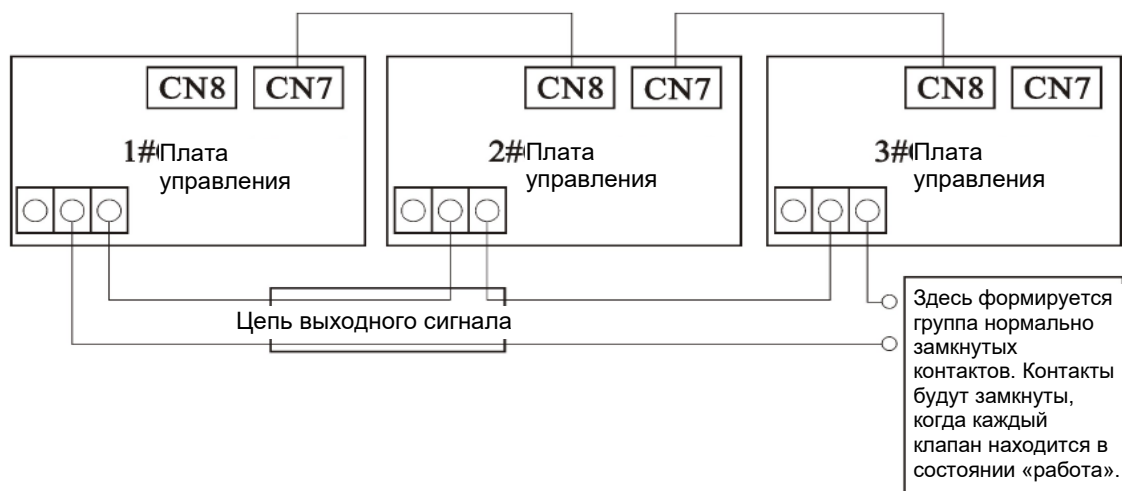 CN8 CN7 CN8 CN7 CN8 CN7
1# Плата
управления
2# Плата
управления
3# Плата
управления
Цепь выходного сигнала
Здесь формируется
группа нормально
замкнутых
контактов. Контакты
будут замкнуты,
когда каждый
клапан находится в
состоянии «работа».